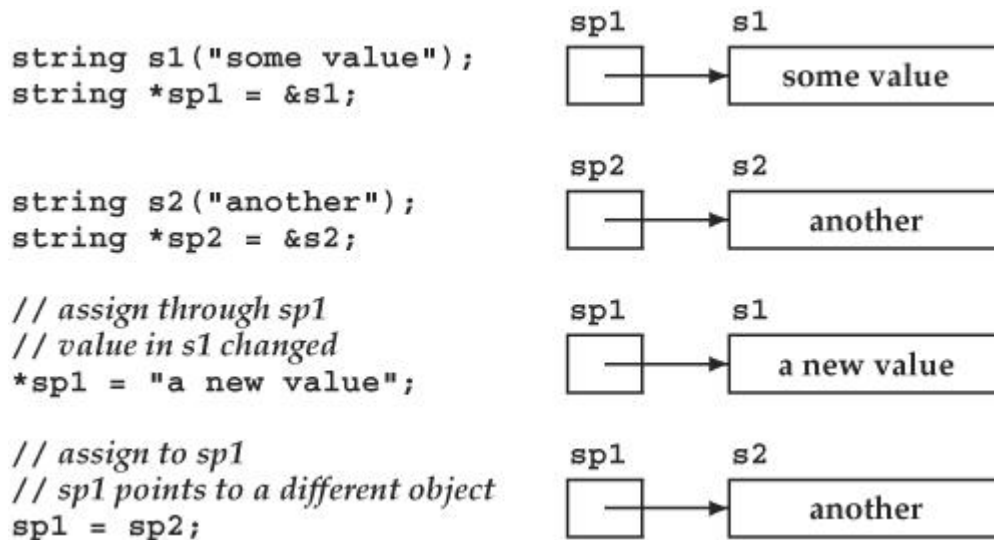 sp1 s1
string s1("some value");
string *sp1 = &s1;
some value
sp2 s2
string s2("another");
string *sp2 = &s2;
another
// assign through sp1
// value in s1 changed
*sp1 = "a new value";
sp1 s1
a new value
// assign to sp1
// sp1 points to a different object
sp1 = sp2;
sp1 s2
another